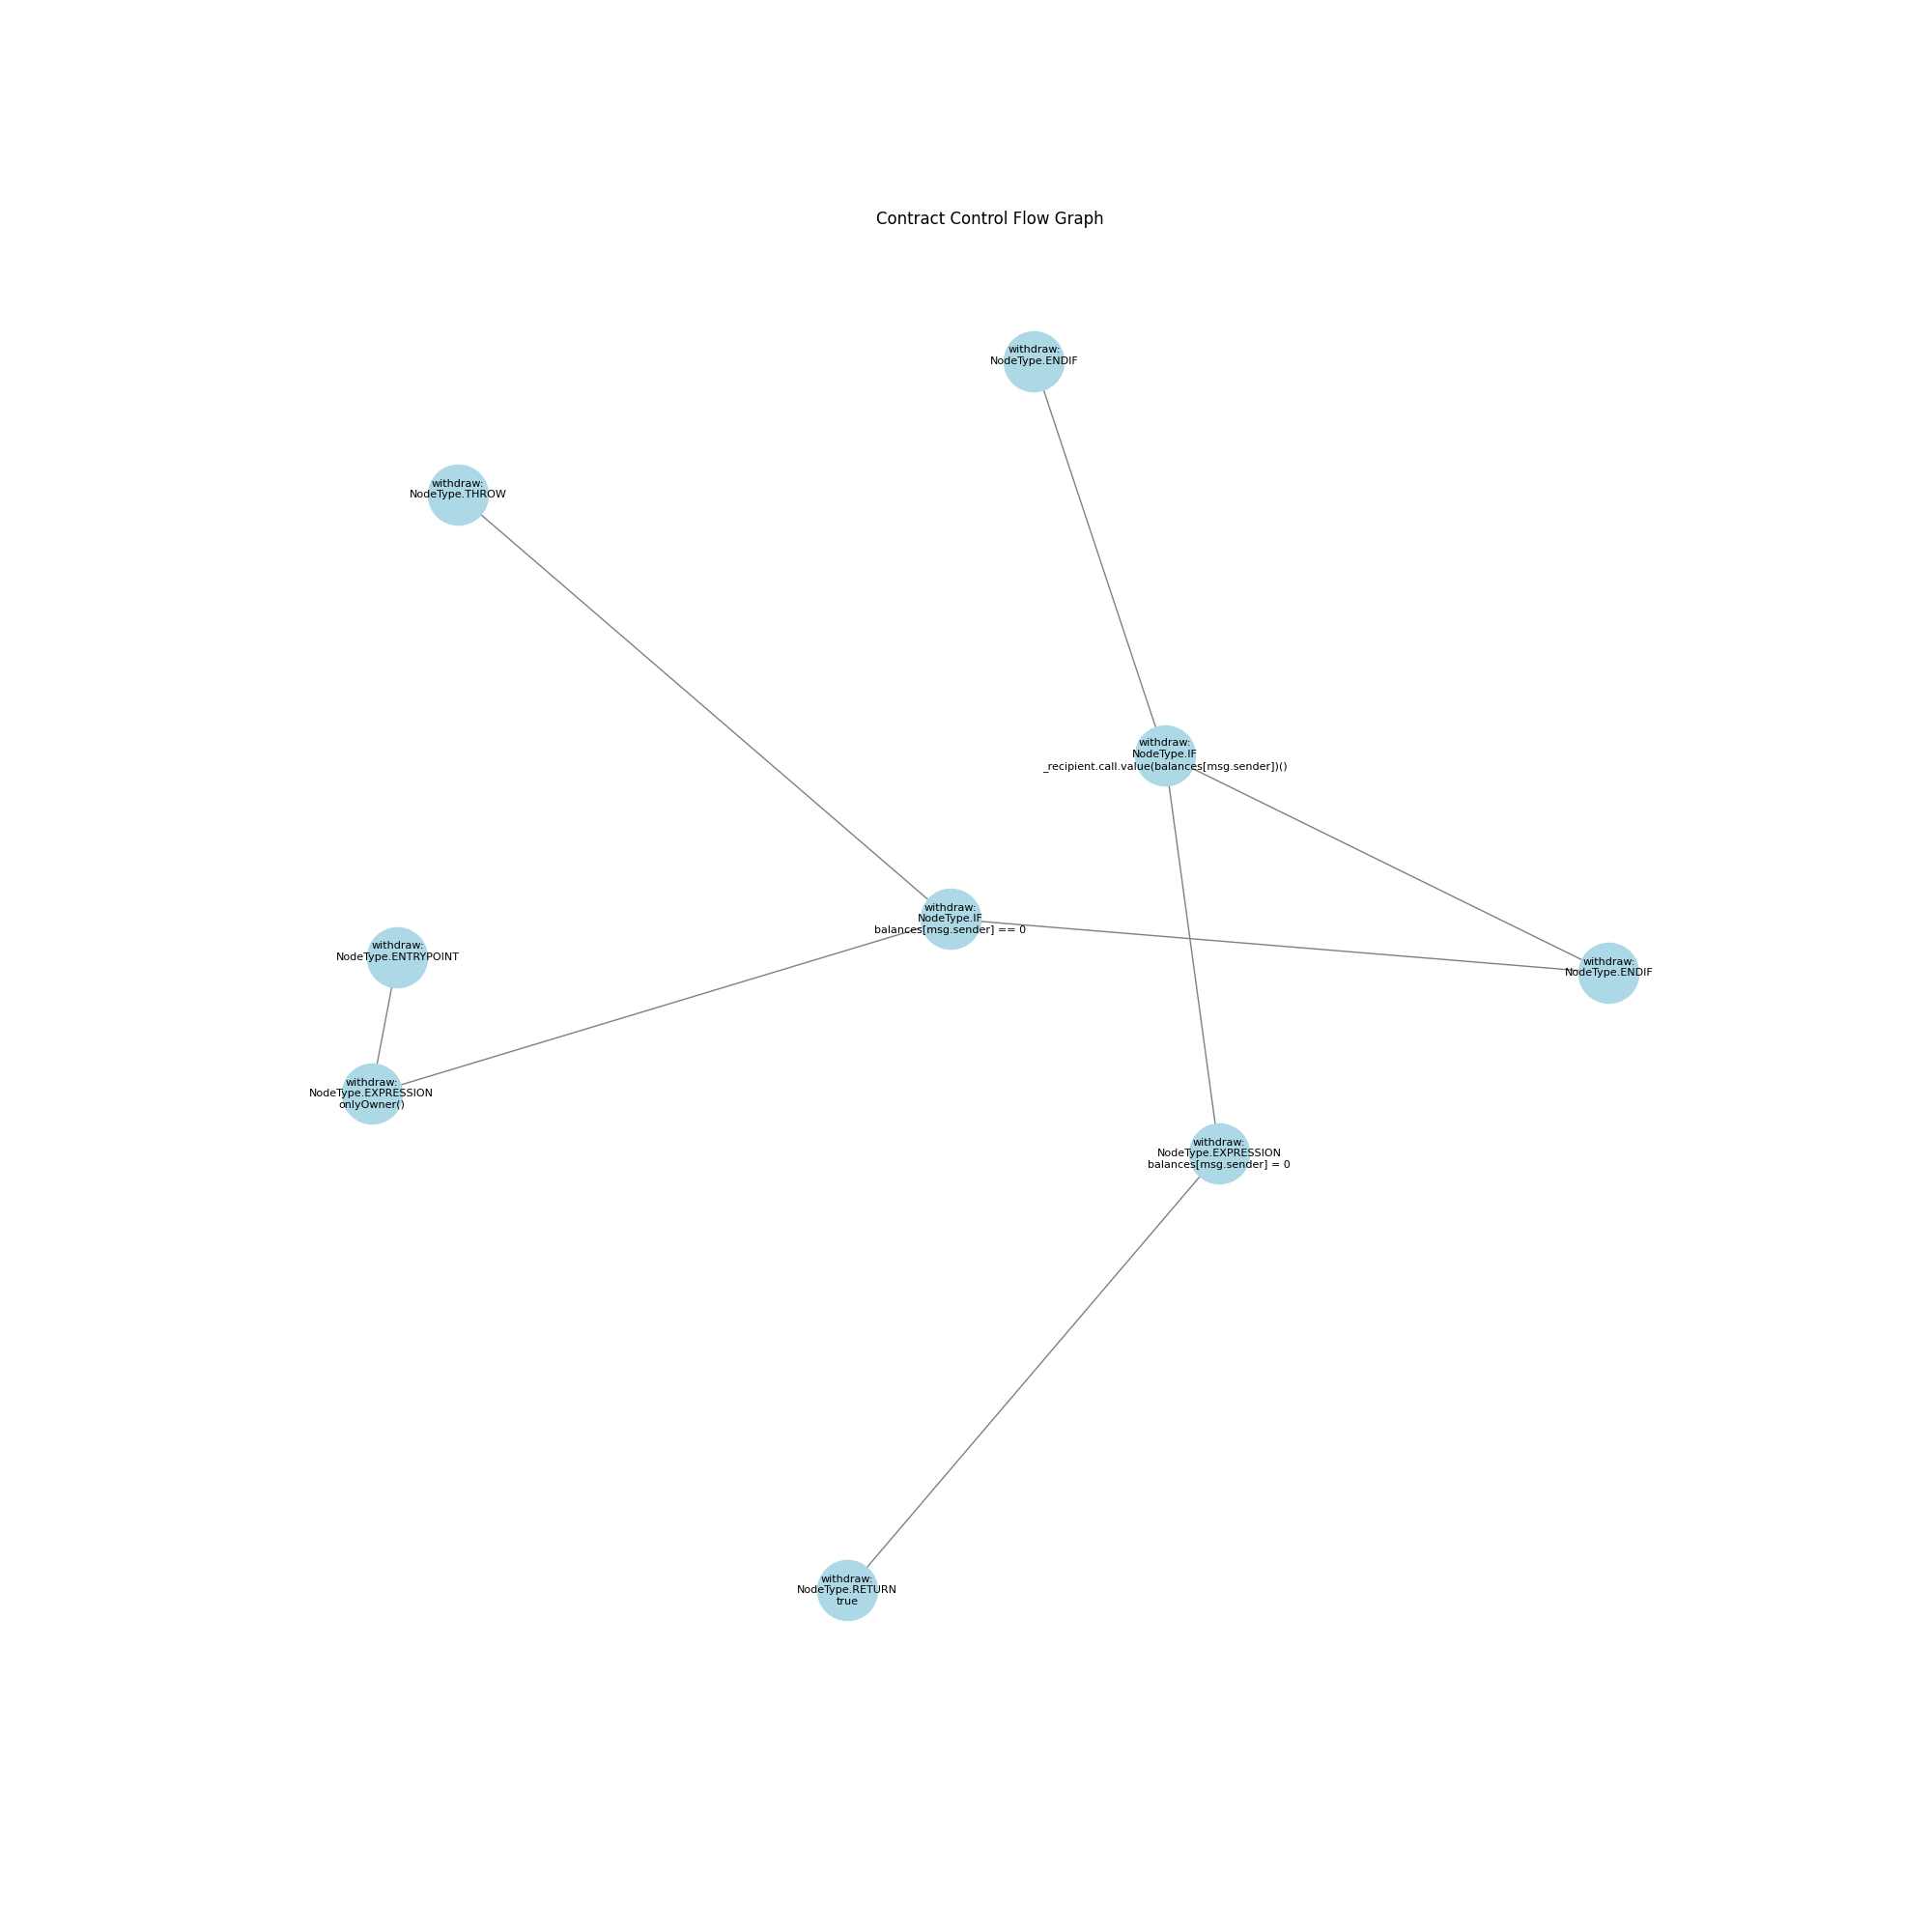 Contract Control Flow Graph
withdraw:
NodeType.ENDIF
withdraw:
NodeType.THROW
withdraw:
NodeType.IF
_recipient.call.value(balances[msg.sender])()
withdraw:
NodeType.IF
balances[msg.sender] == 0
withdraw:
NodeType.ENTRYPOINT
withdraw:
NodeType.ENDIF
withdraw:
NodeType.EXPRESSION
onlyOwner()
withdraw:
NodeType.EXPRESSION
balances[msg.sender] = 0
withdraw:
NodeType.RETURN
true